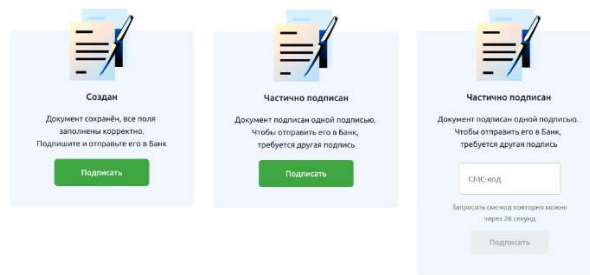 Создан
Документ сохранён, все поля
заполнены корректно.
Подпишите и отправьте его в Банк
Подписать
Частично подписан
Документ подписан одной подписью.
Чтобы отправить его в Банк,
требуется другая подпись
Подписать
Частично подписан
Документ подписан одной подписью.
Чтобы отправить его в Банк,
требуется другая подпись
СМС-код
Запросить смс-код повторно можно
через 26 секунд
Подписать